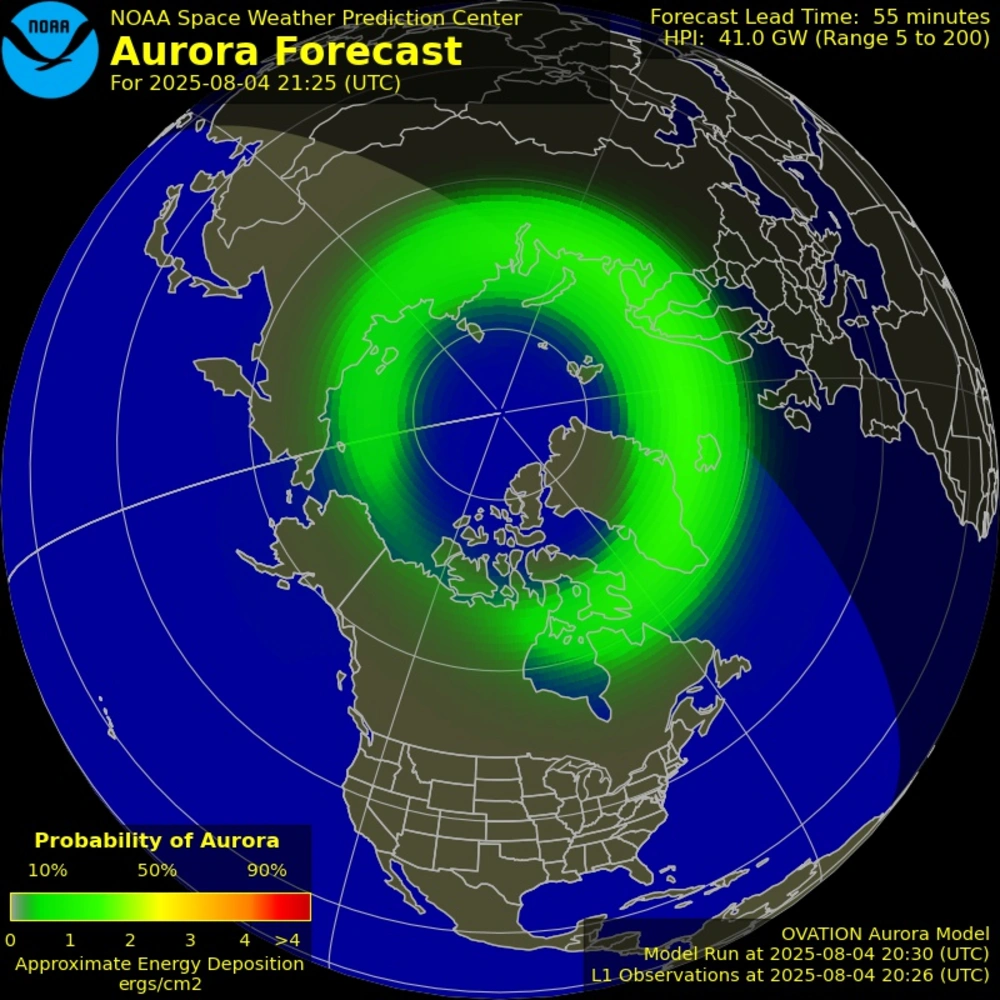 NOAA
NOAA Space Weather Prediction Center
Aurora Forecast
For 2025-08-04 21:25 (UTC)
Forecast Lead Time: 55 minutes
HPI: 41.0 GW (Range 5 to 200)
Probability of Aurora
10% 50% 90%
0 1 2 3 4 >4
Approximate Energy Deposition
ergs/cm2
OVATION Aurora Model
Model Run at 2025-08-04 20:30 (UTC)
L1 Observations at 2025-08-04 20:26 (UTC)